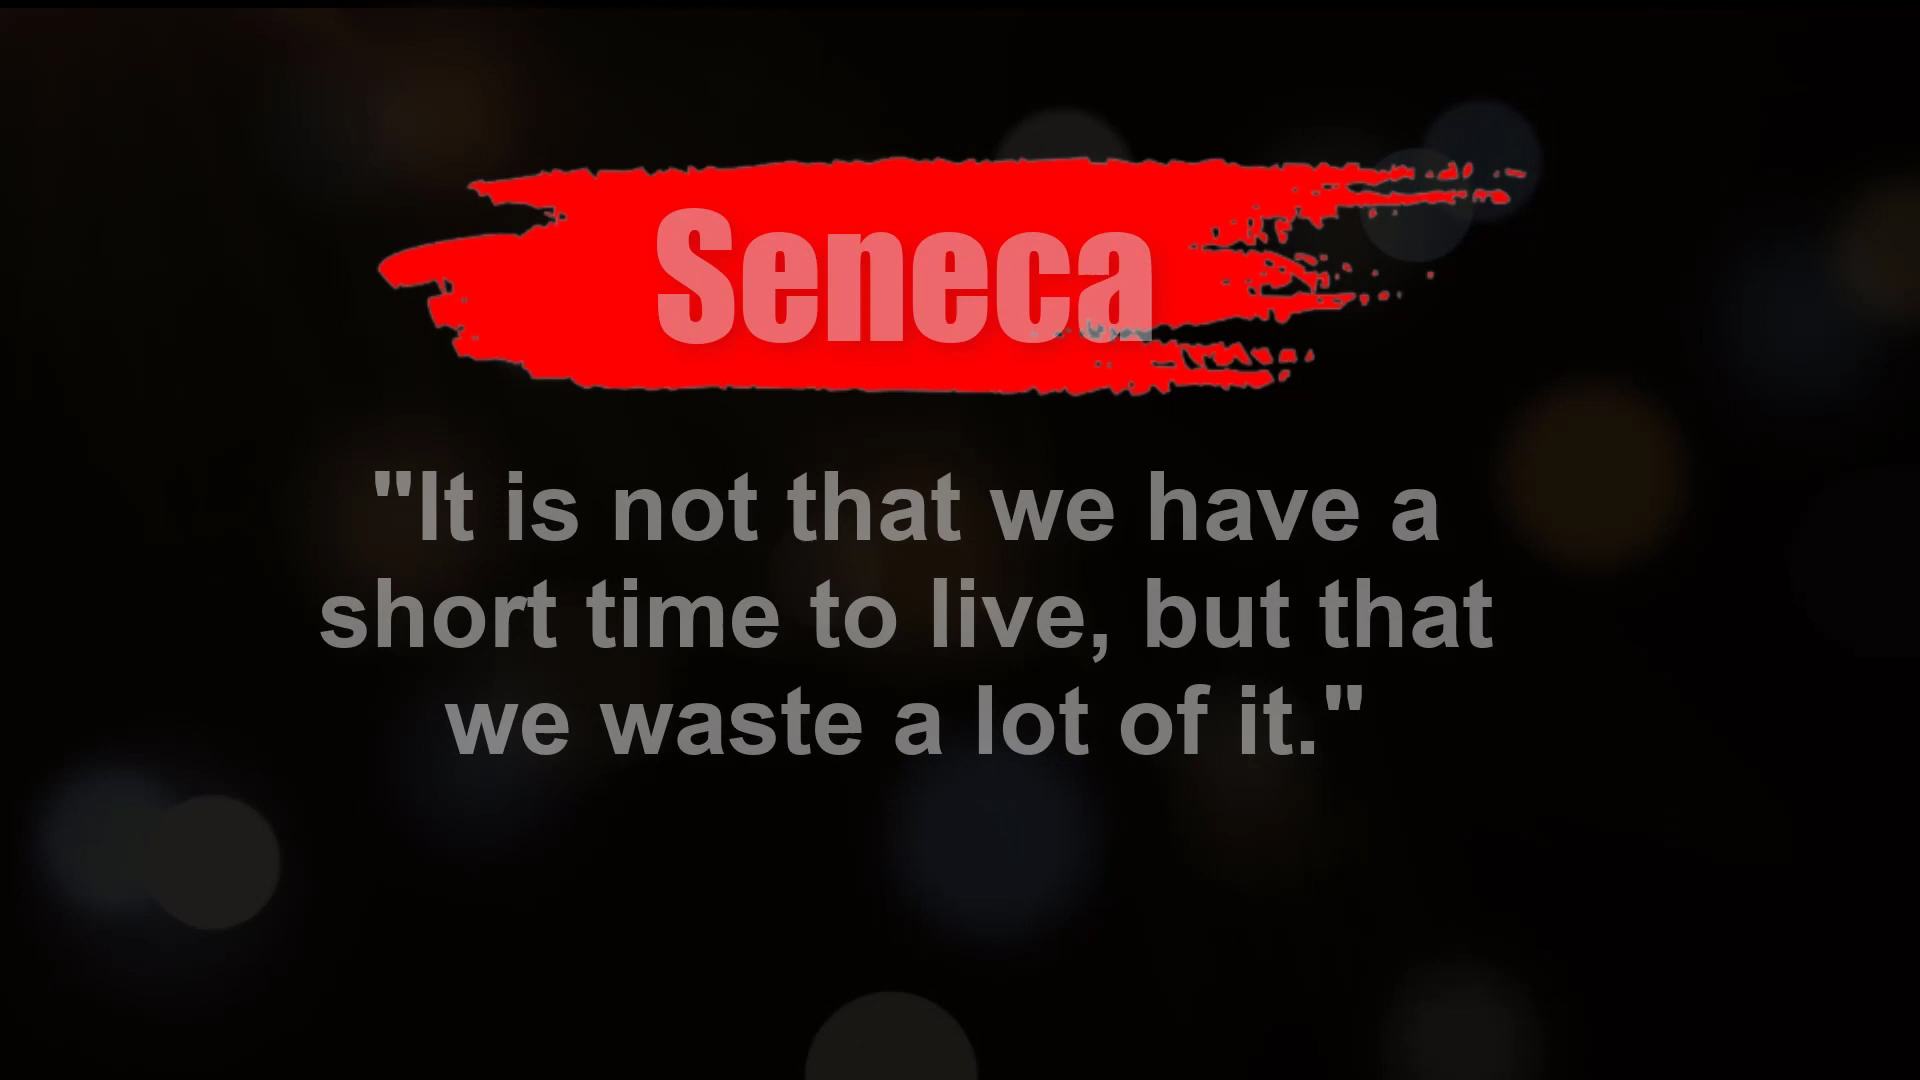 Seneca
"It is not that we have a
short time to live, but that
we waste a lot of it."